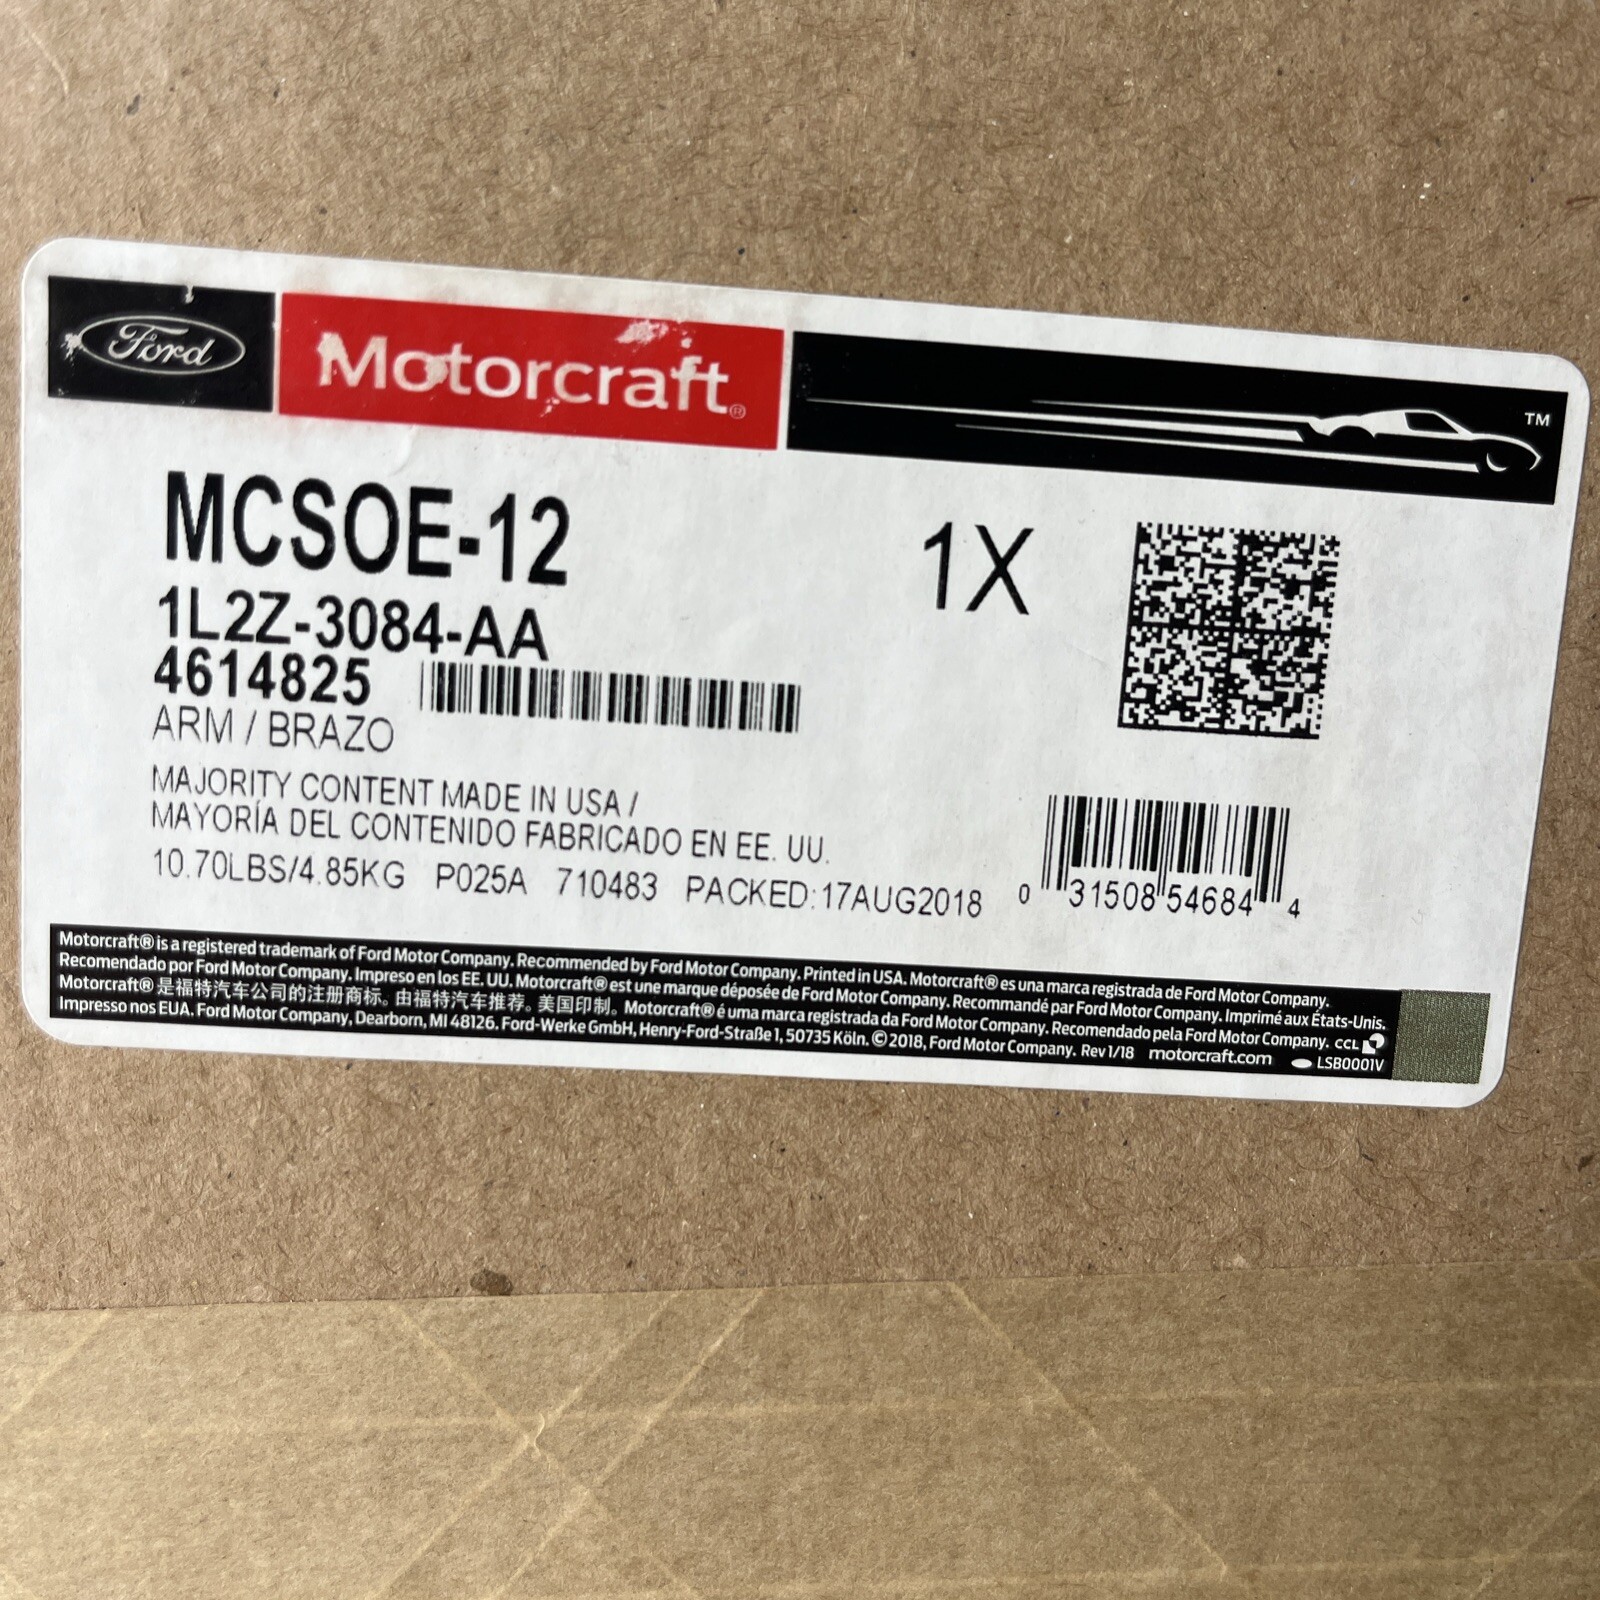 Ford
Motorcraft®
TM
MCSOE-12
1X
1L2Z-3084-AA
4614825
ARM / BRAZO
MAJORITY CONTENT MADE IN USA /
MAYORÍA DEL CONTENIDO FABRICADO EN EE. UU.
10.70LBS/4.85KG P025A 710483 PACKED:17AUG2018
0 31508 54684 4
Motorcraft® is a registered trademark of Ford Motor Company. Recommended by Ford Motor Company. Printed in USA. Motorcraft® es una marca registrada de Ford Motor Company.
Recomendado por Ford Motor Company. Impreso en los EE. UU. Motorcraft® est une marque déposée de Ford Motor Company. Recommandé par Ford Motor Company. Imprimé aux États-Unis.
Motorcraft® 是福特汽车公司的注册商标。由福特汽车推荐。美国印制。Motorcraft® é uma marca registrada da Ford Motor Company. Recomendado pela Ford Motor Company. CCL
Impresso nos EUA. Ford Motor Company, Dearborn, MI 48126. Ford-Werke GmbH, Henry-Ford-Straße 1, 50735 Köln. © 2018, Ford Motor Company. Rev 1/18 motorcraft.com LSB0001V